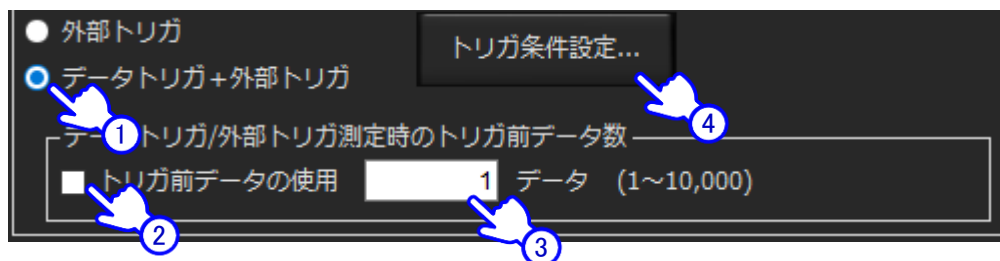 外部トリガ
トリガ条件設定...
データトリガ+外部トリガ
1
4
データトリガ/外部トリガ測定時のトリガ前データ数
トリガ前データの使用 1 データ (1~10,000)
2
3